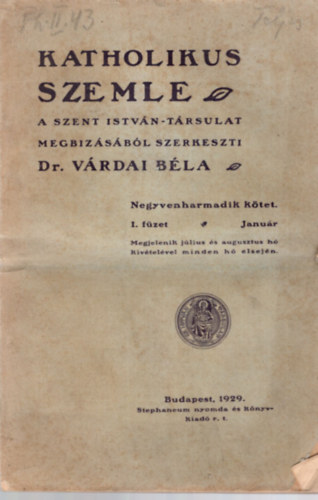 KATHOLIKUS
SZEMLE
A SZENT ISTVÁN-TÁRSULAT
MEGBIZÁSÁBÓL SZERKESZTI
Dr. VÁRDAI BÉLA
Negyvenharmadik kötet.
I. füzet * Január
Megjelenik július és augusztus hó
kivételével minden hó elsején.
Budapest, 1929.
Stephaneum nyomda és Könyv-
kiadó r. t.